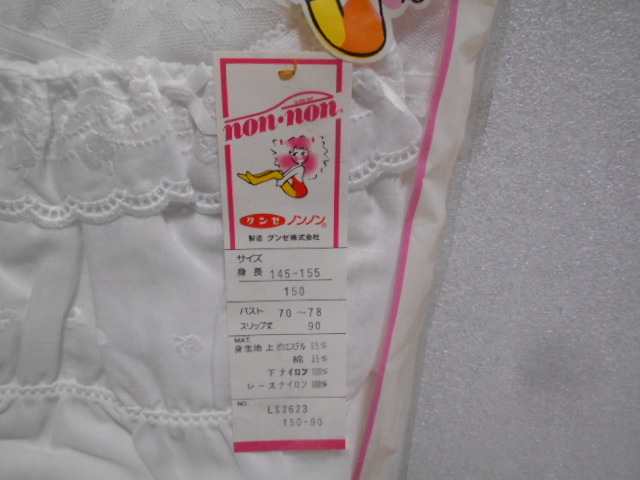 non·non®
グンゼ ノンノン®
製造 グンゼ株式会社
サイズ
身長 145-155
150
バスト 70~78
スリップ丈 90
MAT.
身生地 上 ポリエステル 65%
綿 35%
下 ナイロン 100%
レース ナイロン 100%
NO.
LS2623
150-90